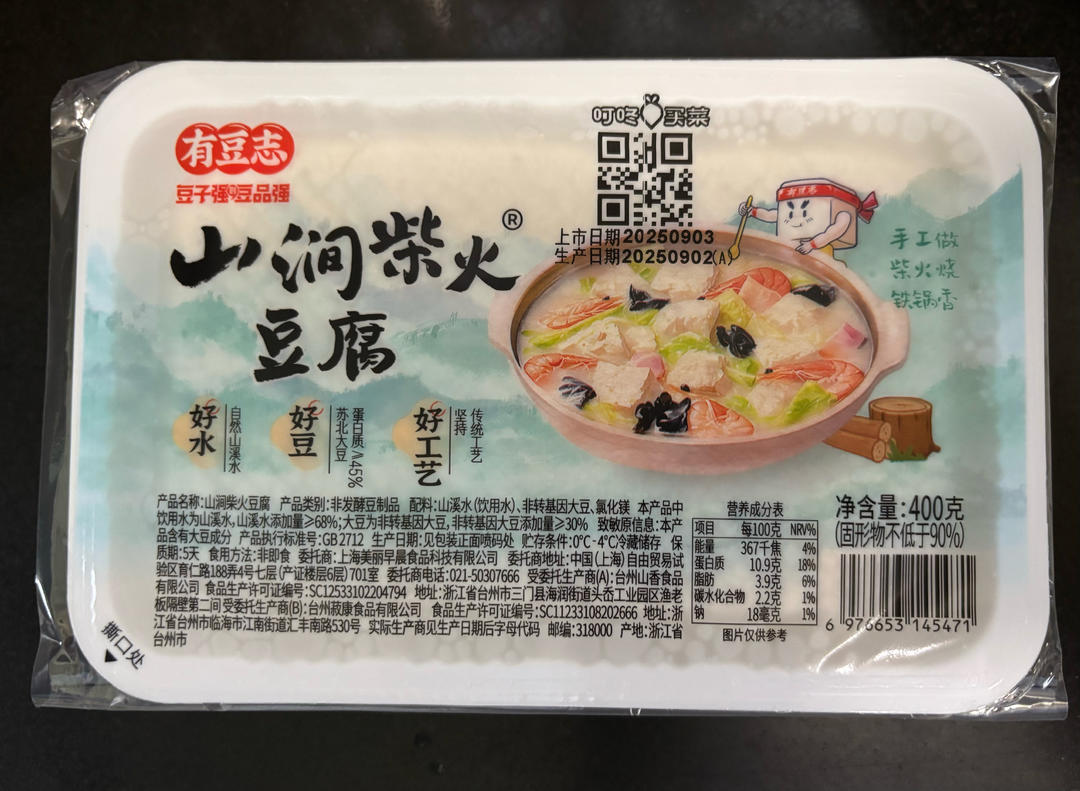 叮咚买菜
有豆志
豆子强 豆品强
上市日期20250903
生产日期20250902(A)
山涧柴火®
豆腐
有豆志
手工做
柴火烧
铁锅香
好水
自然山溪水
好豆
蛋白质≥45%
苏北大豆
好工艺
传统工艺
坚持
产品名称:山涧柴火豆腐 产品类别:非发酵豆制品 配料:山溪水(饮用水)、非转基因大豆、氯化镁 本产品中
饮用水为山溪水,山溪水添加量≥68%;大豆为非转基因大豆,非转基因大豆添加量≥30% 致敏原信息:本产
品含有大豆成分 产品执行标准号:GB 2712 生产日期:见包装正面喷码处 贮存条件:0℃-4℃冷藏储存 保
质期:5天 食用方法:非即食 委托商:上海美丽早晨食品科技有限公司 委托商地址:中国(上海)自由贸易试
验区育仁路188弄4号七层(产证楼层6层)701室 委托商电话:021-50307666 受委托生产商(A):台州山香食品
有限公司 食品生产许可证编号:SC12533102204794 地址:浙江省台州市三门县海润街道头岙工业园区渔老
板隔壁第二间 受委托生产商(B):台州菽康食品有限公司 食品生产许可证编号:SC11233108202666 地址:浙
江省台州市临海市江南街道汇丰南路530号 实际生产商见生产日期后字母代码 邮编:318000 产地:浙江省
台州市
营养成分表
项目 每100克 NRV%
能量 367千焦 4%
蛋白质 10.9克 18%
脂肪 3.9克 6%
碳水化合物 2.2克 1%
钠 18毫克 1%
图片仅供参考
净含量:400克
(固形物不低于90%)
6 976653 145471
撕口处